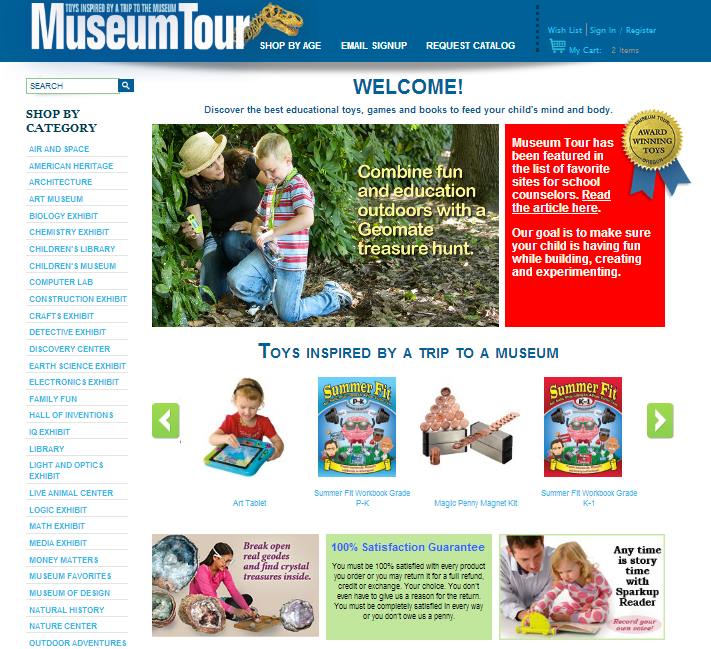 TOYS INSPIRED BY A TRIP TO THE MUSEUM
MuseumTour
SHOP BY AGE
EMAIL SIGNUP
REQUEST CATALOG
Wish List | Sign In / Register
My Cart: 2 Items
SEARCH
SHOP BY
CATEGORY
AIR AND SPACE
AMERICAN HERITAGE
ARCHITECTURE
ART MUSEUM
BIOLOGY EXHIBIT
CHEMISTRY EXHIBIT
CHILDREN'S LIBRARY
CHILDREN'S MUSEUM
COMPUTER LAB
CONSTRUCTION EXHIBIT
CRAFTS EXHIBIT
DETECTIVE EXHIBIT
DISCOVERY CENTER
EARTH SCIENCE EXHIBIT
ELECTRONICS EXHIBIT
FAMILY FUN
HALL OF INVENTIONS
IQ EXHIBIT
LIBRARY
LIGHT AND OPTICS
EXHIBIT
LIVE ANIMAL CENTER
LOGIC EXHIBIT
MATH EXHIBIT
MEDIA EXHIBIT
MONEY MATTERS
MUSEUM FAVORITES
MUSEUM OF DESIGN
NATURAL HISTORY
NATURE CENTER
OUTDOOR ADVENTURES
WELCOME!
Discover the best educational toys, games and books to feed your child's mind and body.
Combine fun
and education
outdoors with a
Geomate
treasure hunt.
Museum Tour has
been featured in
the list of favorite
sites for school
counselors. Read
the article here.
Our goal is to make sure
your child is having fun
while building, creating
and experimenting.
MUSEUM TOUR
AWARD
WINNING
TOYS
OREGON
TOYS INSPIRED BY A TRIP TO A MUSEUM
Summer Fit
P-K
Summer Fit
K-1
Art Tablet
Summer Fit Workbook Grade
P-K
Magic Penny Magnet Kit
Summer Fit Workbook Grade
K-1
Break open
real geodes
and find crystal
treasures inside.
100% Satisfaction Guarantee
You must be 100% satisfied with every product
you order or you may return it for a full refund,
credit or exchange. Your choice. You don't
even have to give us a reason for the return.
You must be completely satisfied in every way
or you don't owe us a penny.
Any time
is story
time
with
Sparkup
Reader
Record your
own voice!